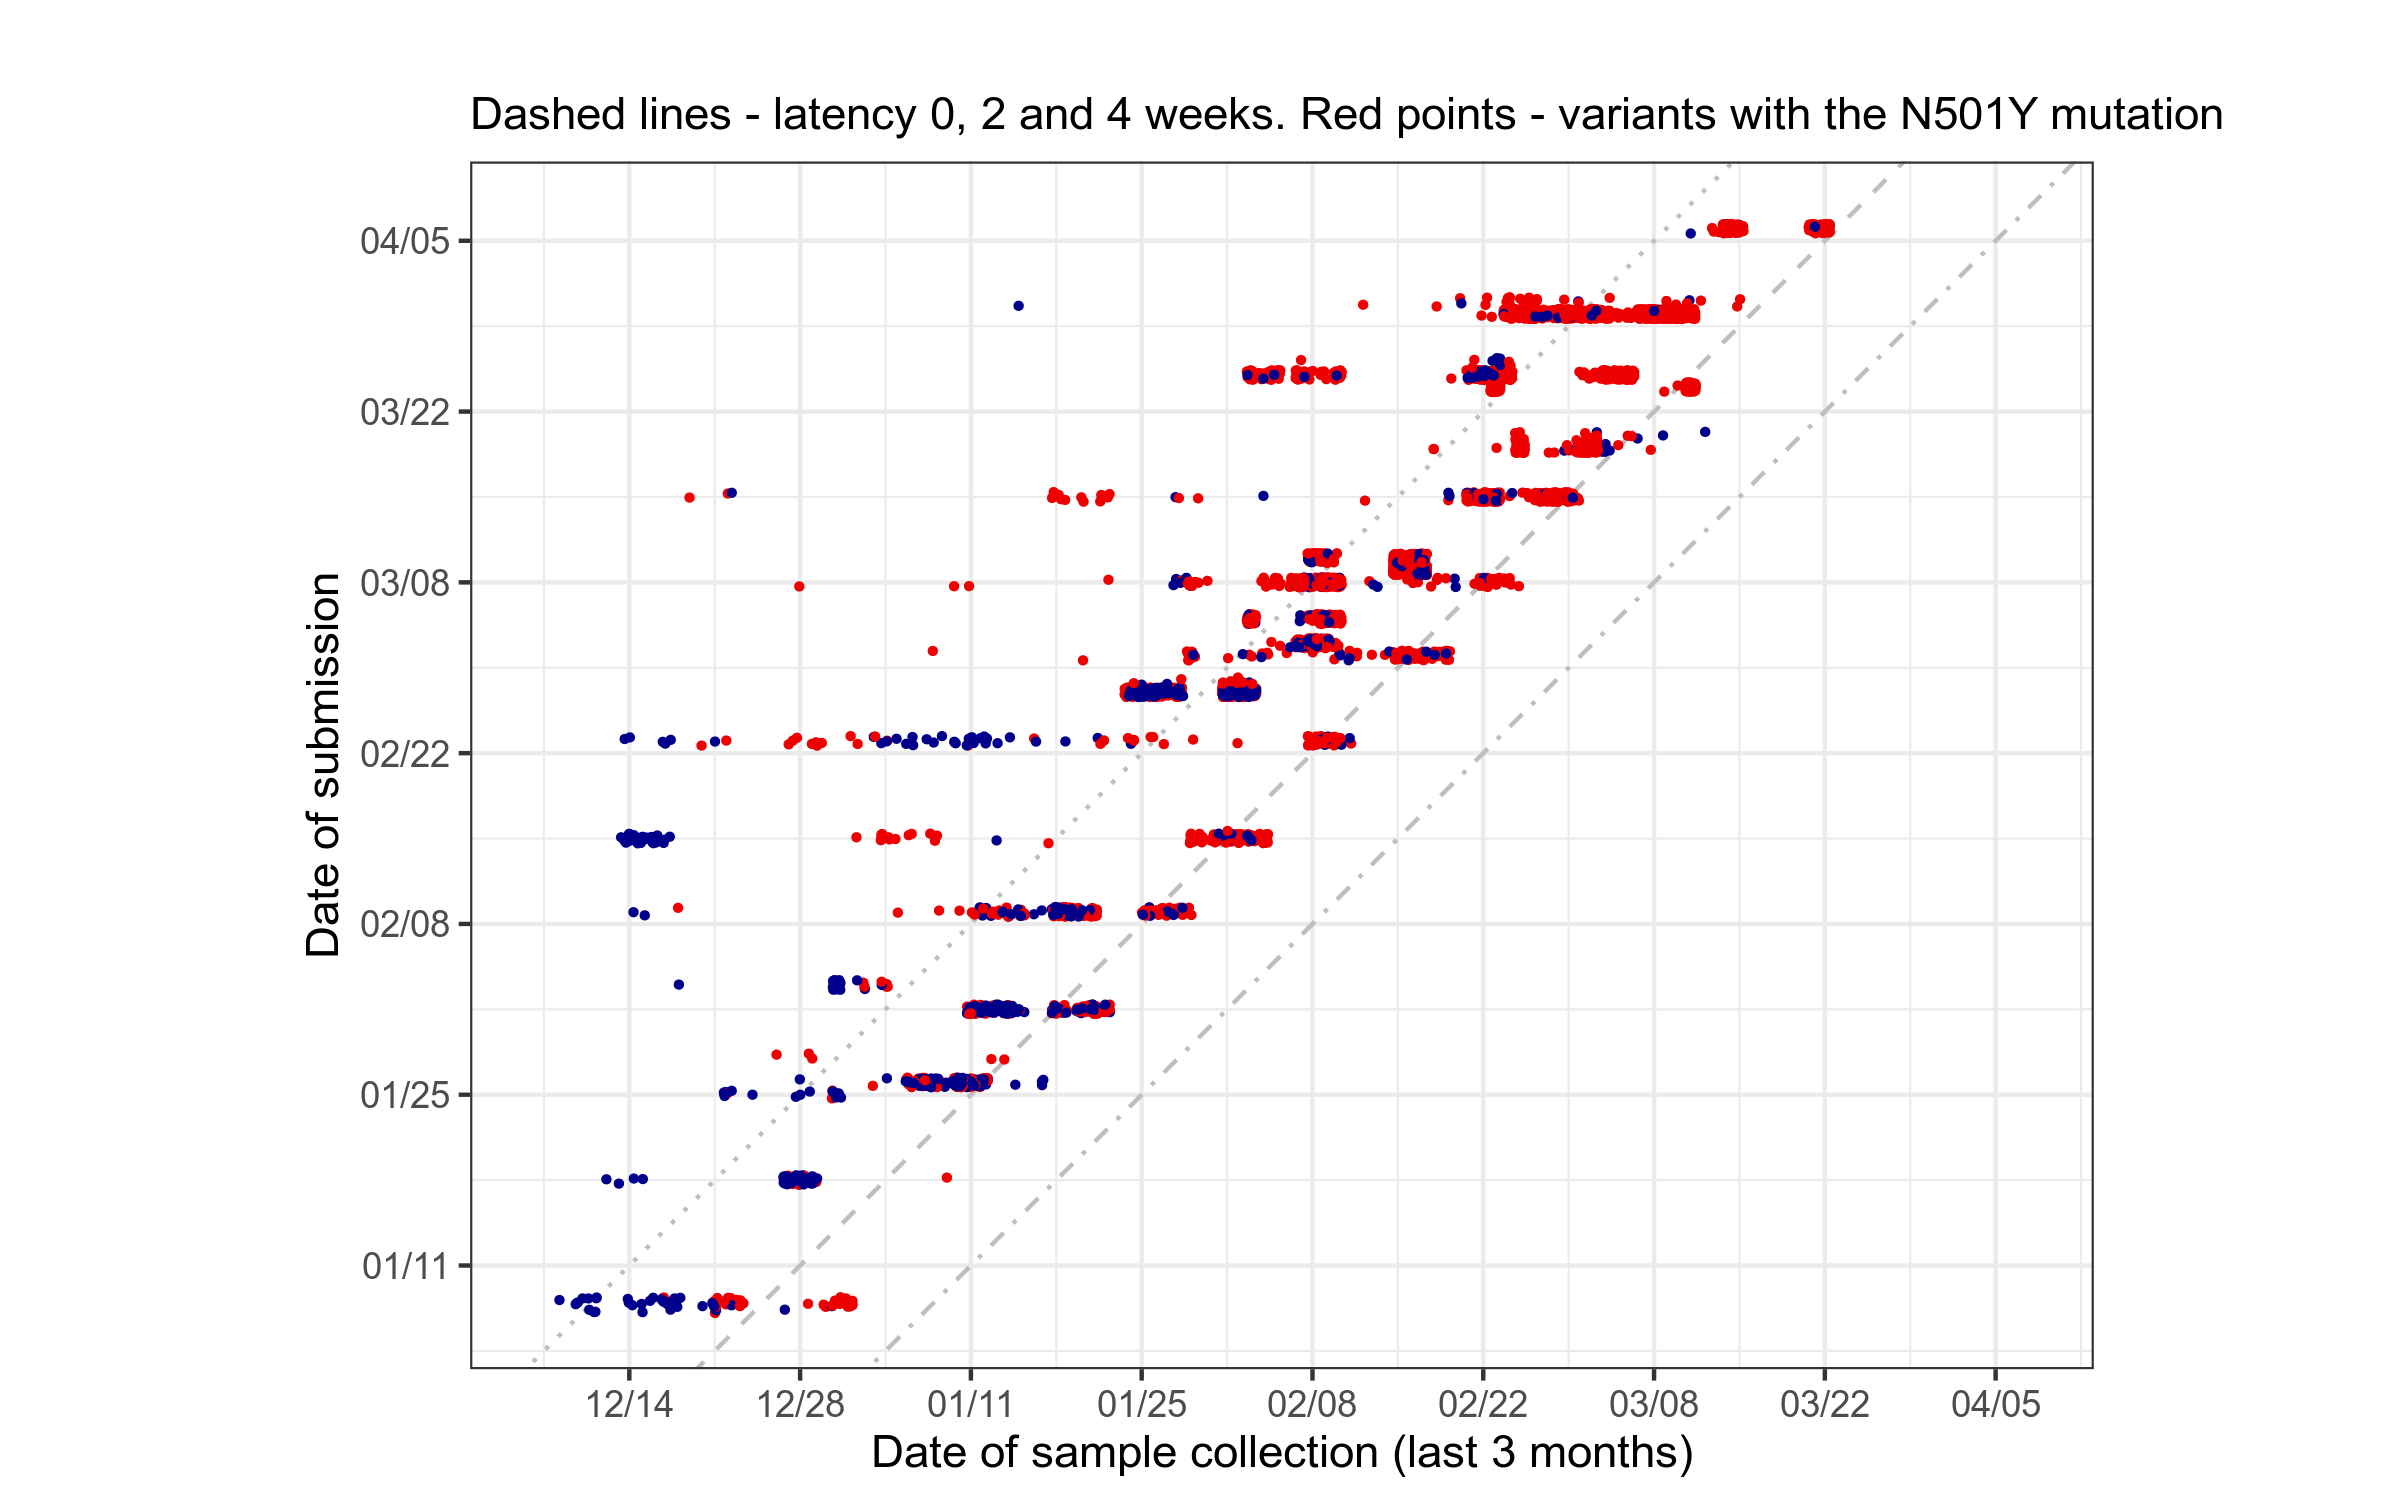 Dashed lines - latency 0, 2 and 4 weeks. Red points - variants with the N501Y mutation
Date of submission
04/05
03/22
03/08
02/22
02/08
01/25
01/11
12/14 12/28 01/11 01/25 02/08 02/22 03/08 03/22 04/05
Date of sample collection (last 3 months)